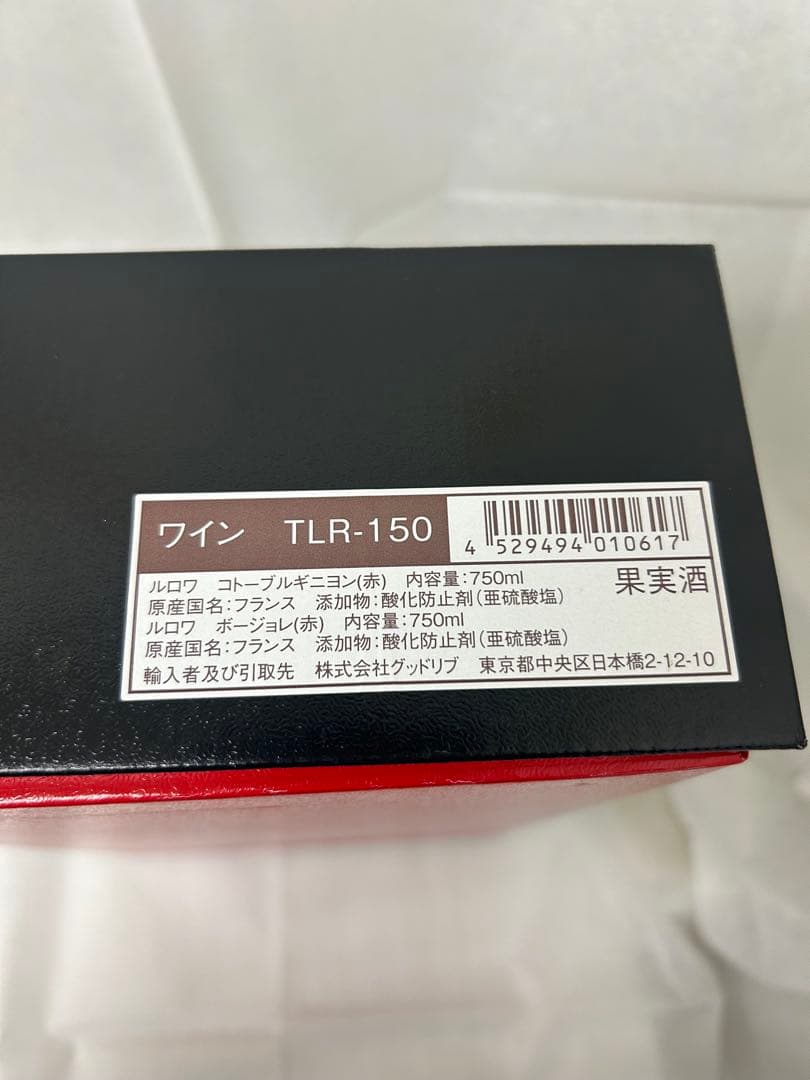 ワイン　TLR-150
4 529494 010617
ルロワ　コトーブルギニヨン(赤)　内容量：750ml
果実酒
原産国名：フランス　添加物：酸化防止剤（亜硫酸塩）
ルロワ　ボージョレ(赤)　内容量：750ml
原産国名：フランス　添加物：酸化防止剤（亜硫酸塩）
輸入者及び引取先　株式会社グッドリブ　東京都中央区日本橋2-12-10